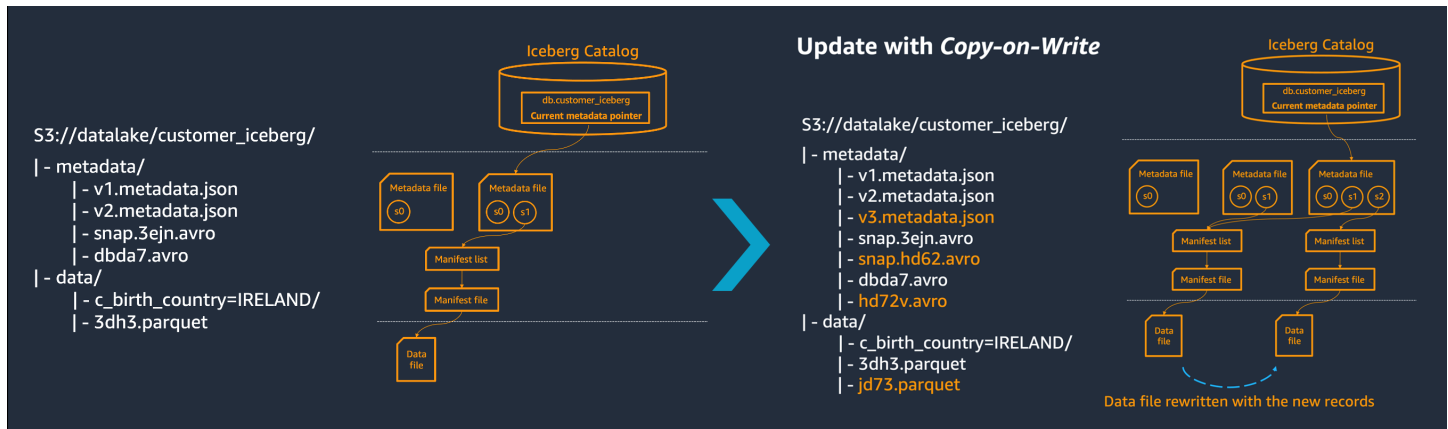 Iceberg Catalog
db.customer_iceberg
Current metadata pointer
S3://datalake/customer_iceberg/
| - metadata/
| - v1.metadata.json
| - v2.metadata.json
| - snap.3ejn.avro
| - dbda7.avro
| - data/
| - c_birth_country=IRELAND/
| - 3dh3.parquet
Metadata file
s0
Metadata file
s0 s1
Manifest list
Manifest file
Data
file
Update with Copy-on-Write
Iceberg Catalog
db.customer_iceberg
Current metadata pointer
S3://datalake/customer_iceberg/
| - metadata/
| - v1.metadata.json
| - v2.metadata.json
| - v3.metadata.json
| - snap.3ejn.avro
| - snap.hd62.avro
| - dbda7.avro
| - hd72v.avro
| - data/
| - c_birth_country=IRELAND/
| - 3dh3.parquet
| - jd73.parquet
Metadata file
s0
Metadata file
s0 s1
Metadata file
s0 s1 s2
Manifest list
Manifest list
Manifest file
Manifest file
Data
file
Data
file
Data file rewritten with the new records